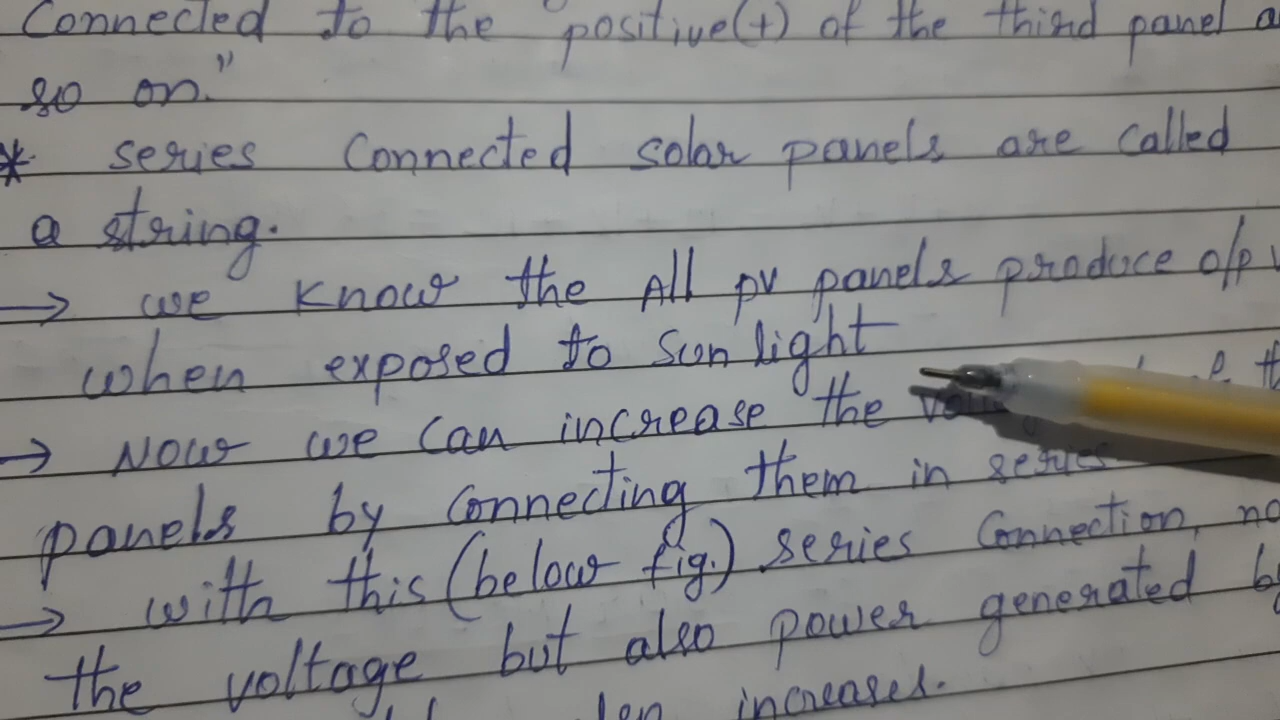 Connected to the positive(+) of the third panel
so on."
* series Connected solar panels are called
a string.
→ we know the All pv panels produce o/p
when exposed to sun light
→ Now we can increase the
panels by connecting them in series
→ with this (below fig.) series Connection,
the voltage but also power generated
increases.